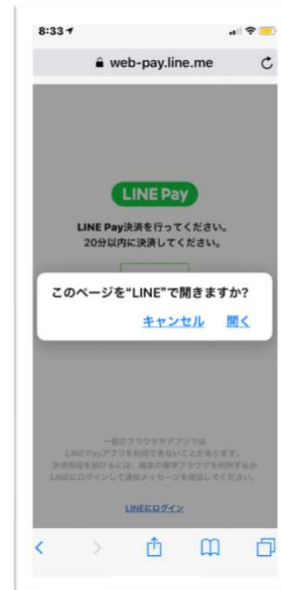 8:33
web-pay.line.me
LINE Pay
LINE Pay決済を行ってください。
20分以内に決済してください。
このページを“LINE”で開きますか?
キャンセル 開く
一部のブラウザやアプリでは
LINE Payアプリを利用できないことがあります。
決済処理を続けるには、端末の標準ブラウザを利用するか
LINEにログインして通知メッセージを確認してください。
LINEにログイン